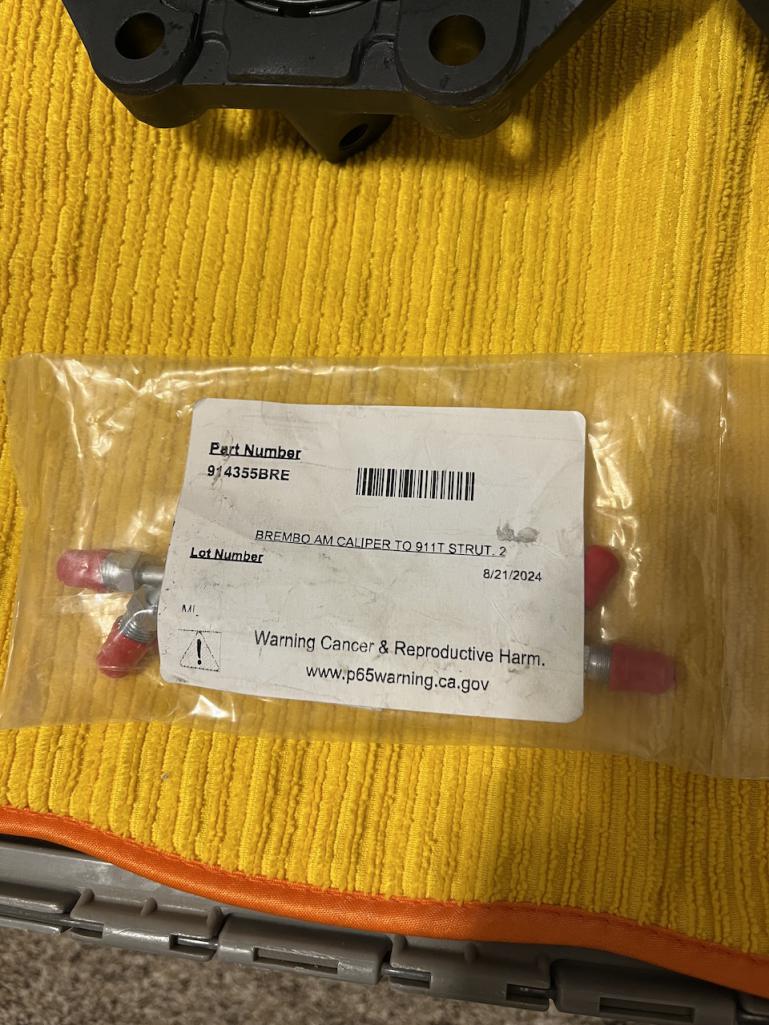 Part Number
914355BRE
BREMBO AM CALIPER TO 911T STRUT. 2
Lot Number
8/21/2024
!
Warning Cancer & Reproductive Harm.
www.p65warning.ca.gov